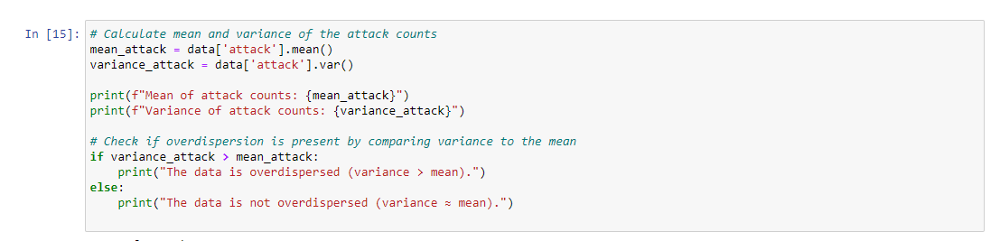 In [15]: # Calculate mean and variance of the attack counts
mean_attack = data['attack'].mean()
variance_attack = data['attack'].var()
print(f"Mean of attack counts: {mean_attack}")
print(f"Variance of attack counts: {variance_attack}")
# Check if overdispersion is present by comparing variance to the mean
if variance_attack > mean_attack:
    print("The data is overdispersed (variance > mean).")
else:
    print("The data is not overdispersed (variance ≈ mean).")